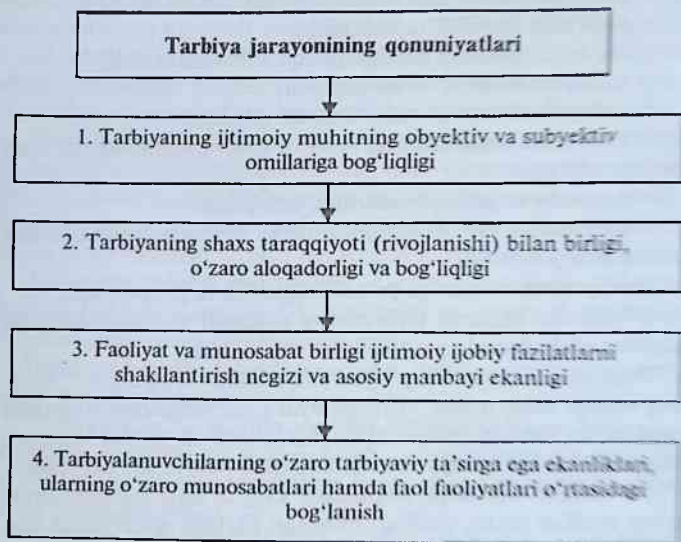 Tarbiya jarayonining qonuniyatlari
1. Tarbiyaning ijtimoiy muhitning obyektiv va subyektiv
omillariga bog‘liqligi
2. Tarbiyaning shaxs taraqqiyoti (rivojlanishi) bilan birligi,
o‘zaro aloqadorligi va bog‘liqligi
3. Faoliyat va munosabat birligi ijtimoiy ijobiy fazilatlarni
shakllantirish negizi va asosiy manbayi ekanligi
4. Tarbiyalanuvchilarning o‘zaro tarbiyaviy ta’sirga ega ekanliklari,
ularning o‘zaro munosabatlari hamda faol faoliyatlari o‘rtasidagi
bog‘lanish